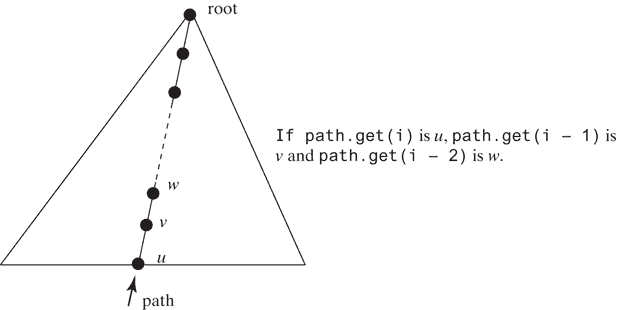 root
If path.get(i) is u, path.get(i - 1) is
v and path.get(i - 2) is w.
w
v
u
path